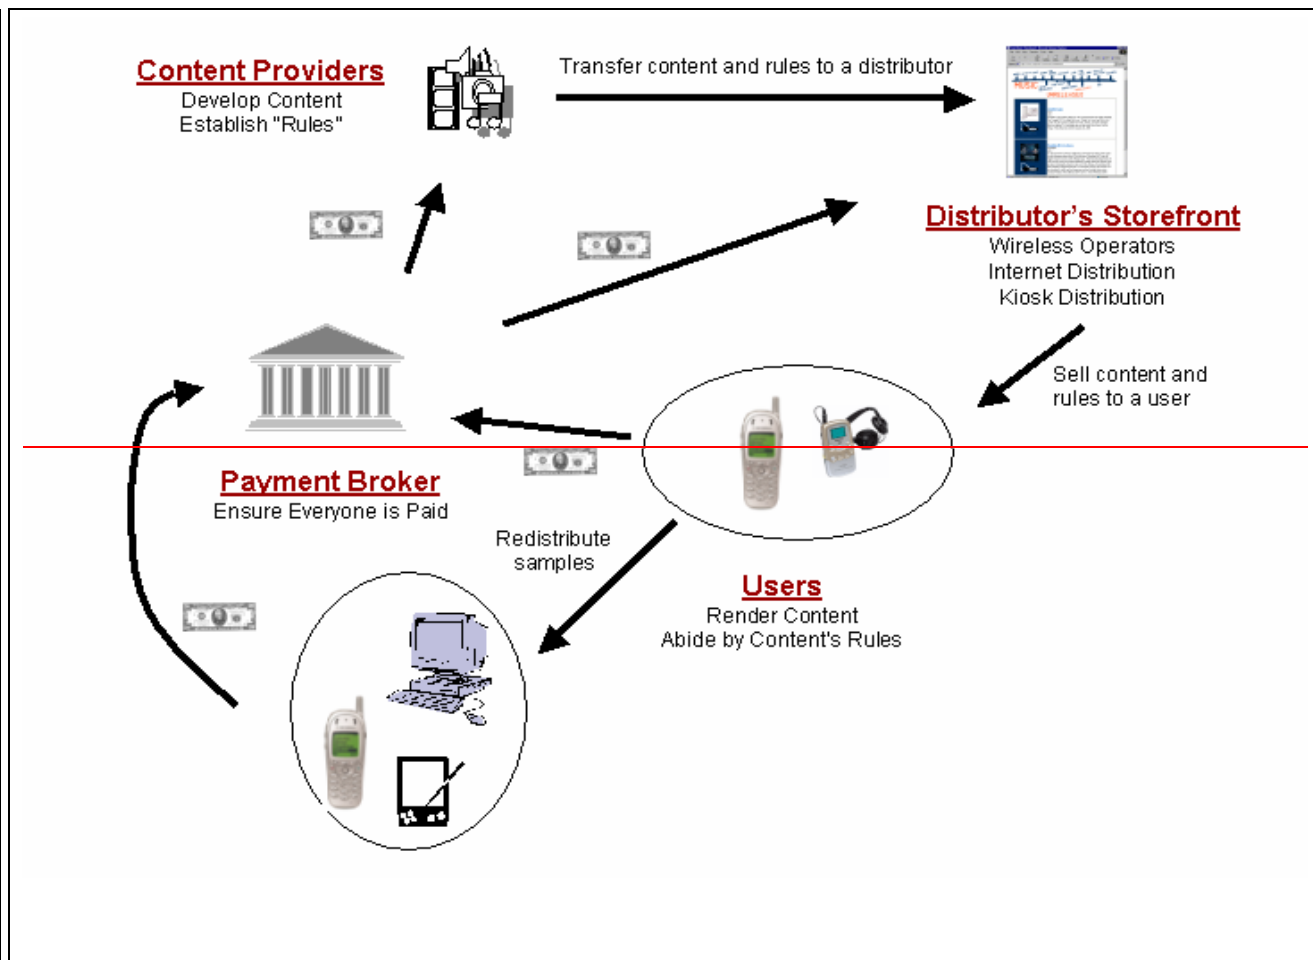 Content Providers
Develop Content
Establish "Rules"
Transfer content and rules to a distributor
MUSIC
Distributor's Storefront
Wireless Operators
Internet Distribution
Kiosk Distribution
Sell content and
rules to a user
Payment Broker
Ensure Everyone is Paid
Redistribute
samples
Users
Render Content
Abide by Content's Rules